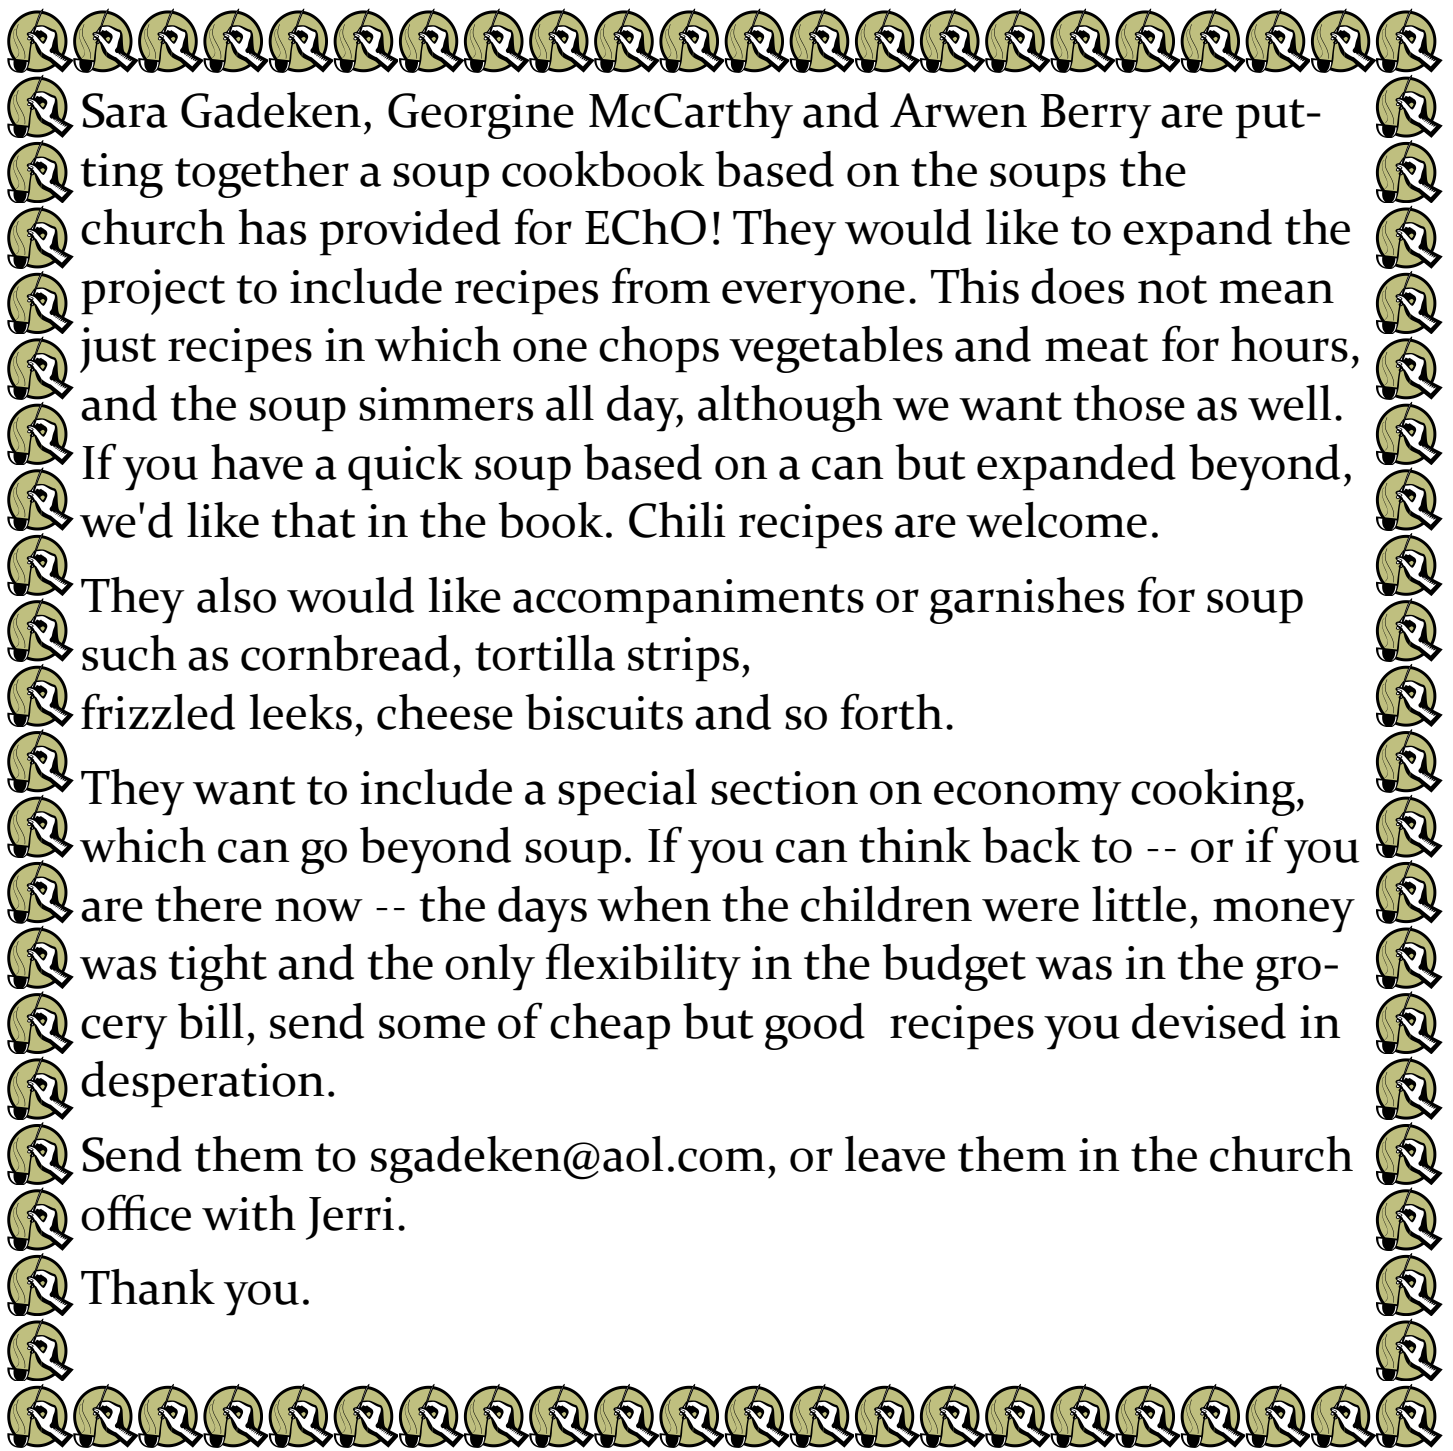 Sara Gadeken, Georgine McCarthy and Arwen Berry are put-
ting together a soup cookbook based on the soups the
church has provided for EChO! They would like to expand the
project to include recipes from everyone. This does not mean
just recipes in which one chops vegetables and meat for hours,
and the soup simmers all day, although we want those as well.
If you have a quick soup based on a can but expanded beyond,
we'd like that in the book. Chili recipes are welcome.
They also would like accompaniments or garnishes for soup
such as cornbread, tortilla strips,
frizzled leeks, cheese biscuits and so forth.
They want to include a special section on economy cooking,
which can go beyond soup. If you can think back to -- or if you
are there now -- the days when the children were little, money
was tight and the only flexibility in the budget was in the gro-
cery bill, send some of cheap but good  recipes you devised in
desperation.
Send them to sgadeken@aol.com, or leave them in the church
office with Jerri.
Thank you.